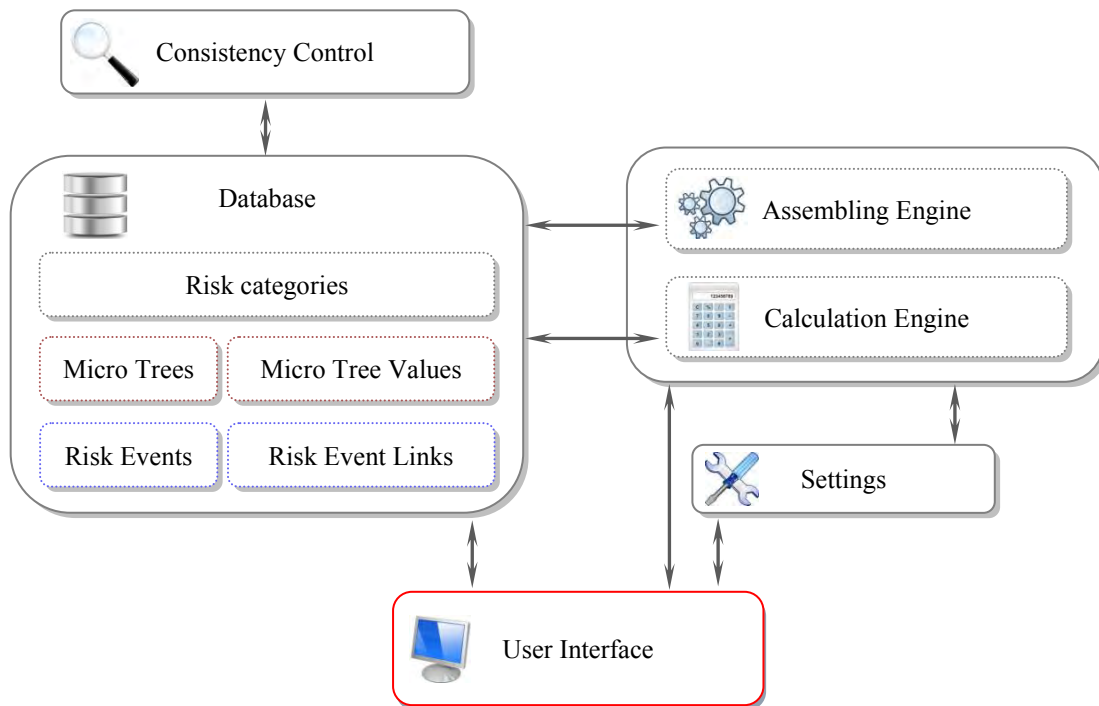 Consistency Control
Database
Risk categories
Micro Trees
Micro Tree Values
Risk Events
Risk Event Links
Assembling Engine
Calculation Engine
Settings
User Interface